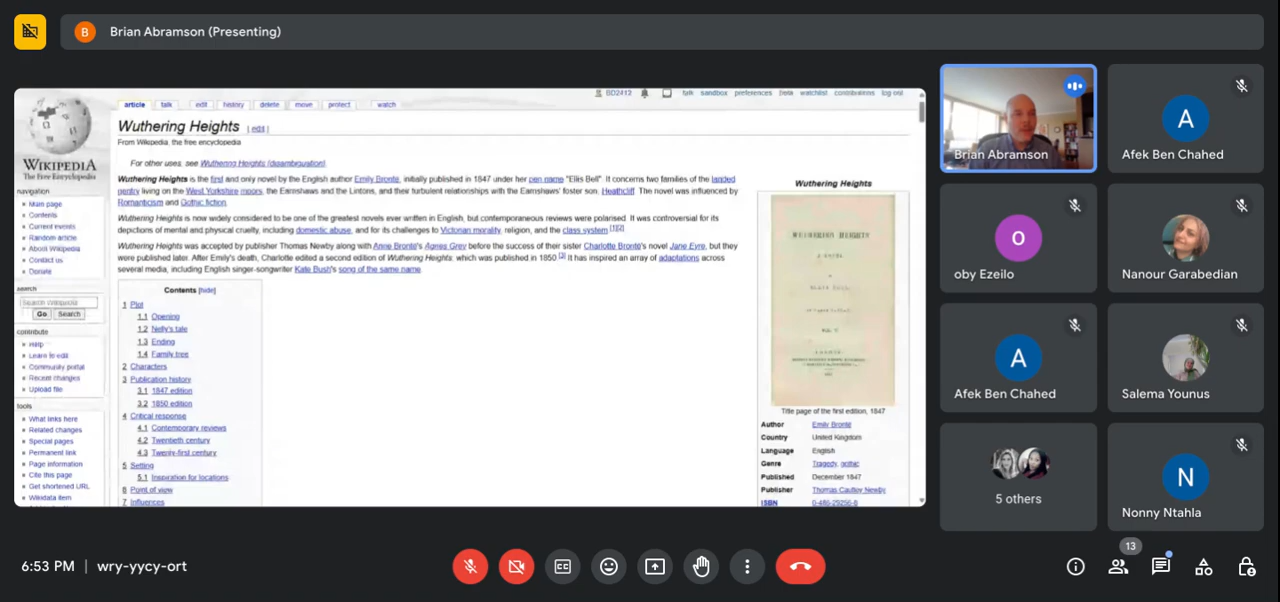 B Brian Abramson (Presenting)
article talk edit history delete move protect watch
BD2412 talk sandbox preferences beta watchlist contributions log out
WIKIPEDIA
The Free Encyclopedia
navigation
Main page
Contents
Current events
Random article
About Wikipedia
Contact us
Donate
search
Search Wikipedia
Go Search
contribute
Help
Learn to edit
Community portal
Recent changes
Upload file
tools
What links here
Related changes
Special pages
Permanent link
Page information
Cite this page
Get shortened URL
Wikidata item
Wuthering Heights [edit]
From Wikipedia, the free encyclopedia
For other uses, see Wuthering Heights (disambiguation).
Wuthering Heights is the first and only novel by the English author Emily Brontë, initially published in 1847 under her pen name "Ellis Bell". It concerns two families of the landed
gentry living on the West Yorkshire moors, the Earnshaws and the Lintons, and their turbulent relationships with the Earnshaws' foster son, Heathcliff. The novel was influenced by
Romanticism and Gothic fiction.
Wuthering Heights is now widely considered to be one of the greatest novels ever written in English, but contemporaneous reviews were polarised. It was controversial for its
depictions of mental and physical cruelty, including domestic abuse, and for its challenges to Victorian morality, religion, and the class system.[1][2]
Wuthering Heights was accepted by publisher Thomas Newby along with Anne Brontë's Agnes Grey before the success of their sister Charlotte Brontë's novel Jane Eyre, but they
were published later. After Emily's death, Charlotte edited a second edition of Wuthering Heights, which was published in 1850.[3] It has inspired an array of adaptations across
several media, including English singer-songwriter Kate Bush's song of the same name.
Contents [hide]
1 Plot
1.1 Opening
1.2 Nelly's tale
1.3 Ending
1.4 Family tree
2 Characters
3 Publication history
3.1 1847 edition
3.2 1850 edition
4 Critical response
4.1 Contemporary reviews
4.2 Twentieth century
4.3 Twenty-first century
5 Setting
5.1 Inspiration for locations
6 Point of view
7 Influences
Wuthering Heights
WUTHERING HEIGHTS
A NOVEL
Title page of the first edition, 1847
Author Emily Brontë
Country United Kingdom
Language English
Genre Tragedy, gothic
Published December 1847
Publisher Thomas Cautley Newby
ISBN 0-486-29256-8
Brian Abramson
A
Afek Ben Chahed
O
oby Ezeilo
Nanour Garabedian
A
Afek Ben Chahed
Salema Younus
5 others
N
Nonny Ntahla
6:53 PM | wry-yycy-ort
13